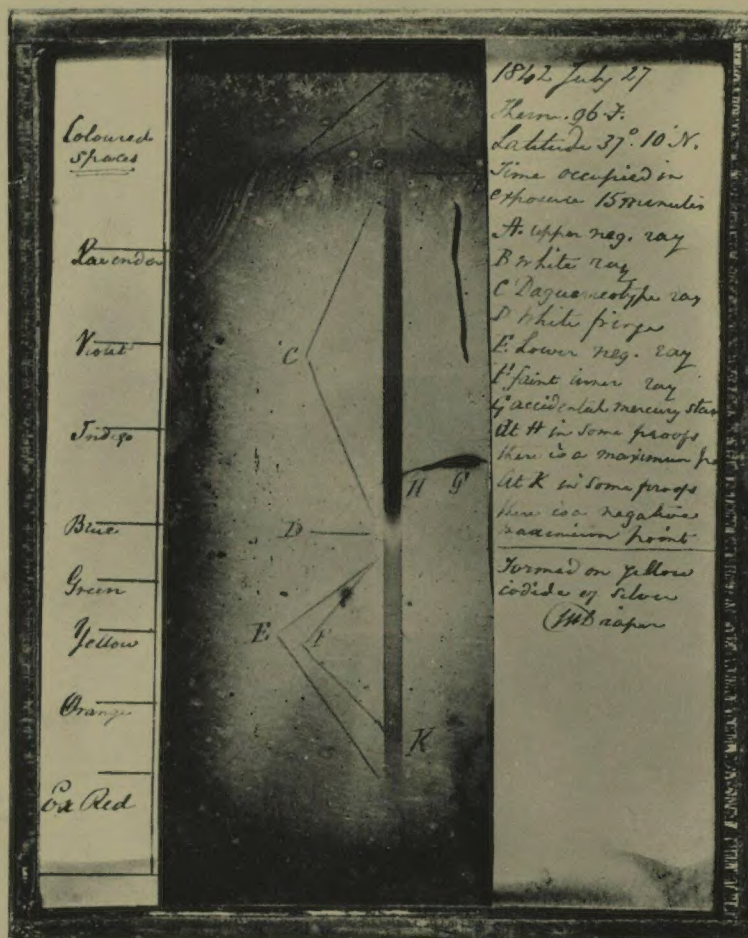 Coloured
spaces
Lavender
Violet
Indigo
Blue
Green
Yellow
Orange
Ex Red
C
D
E
F
H
G
K
1842 July 27
Therm. 96 F.
Latitude 37° 10' N.
Time occupied in
exposure 15 minutes
A. upper neg. ray
B White ray
C Daguerreotype ray
D White fringe
E Lower neg. ray
F faint inner ray
G accidental mercury stain
At H in some proofs
there is a maximum
At K in some proofs
there is a negative
maximum point
Formed on yellow
iodide of silver
Draper